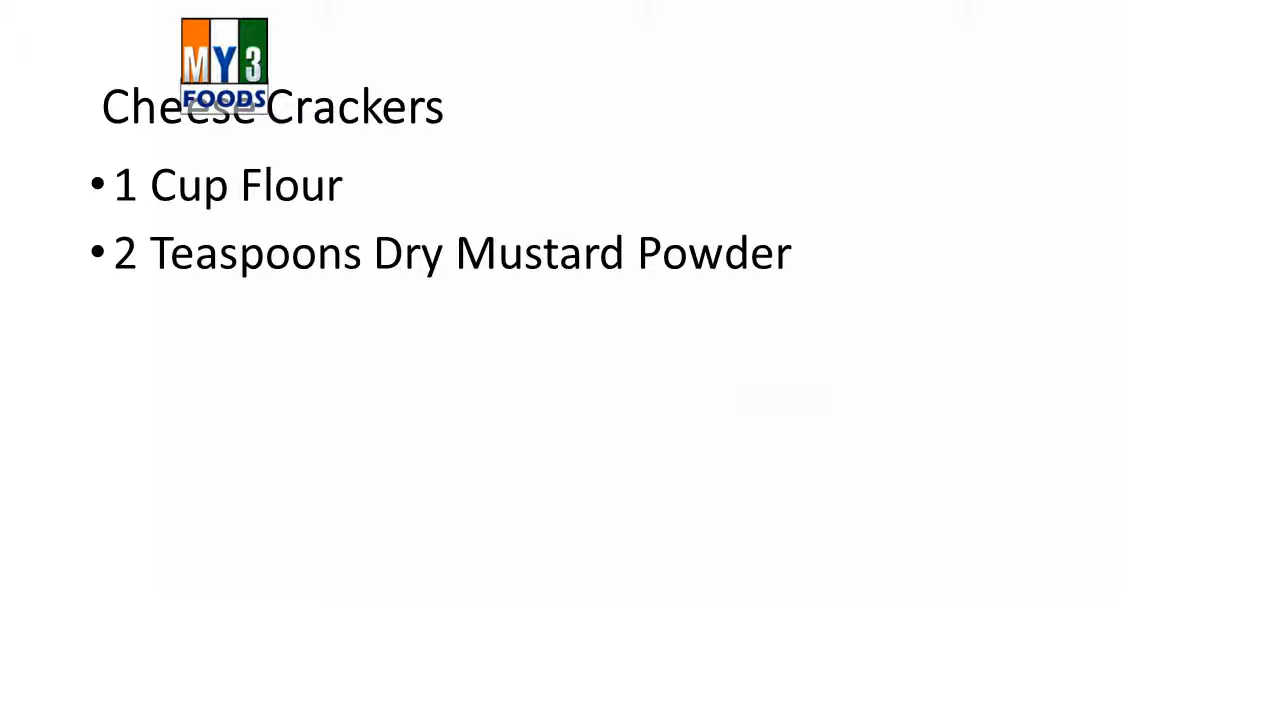 MY3
FOODS
Cheese Crackers
• 1 Cup Flour
• 2 Teaspoons Dry Mustard Powder